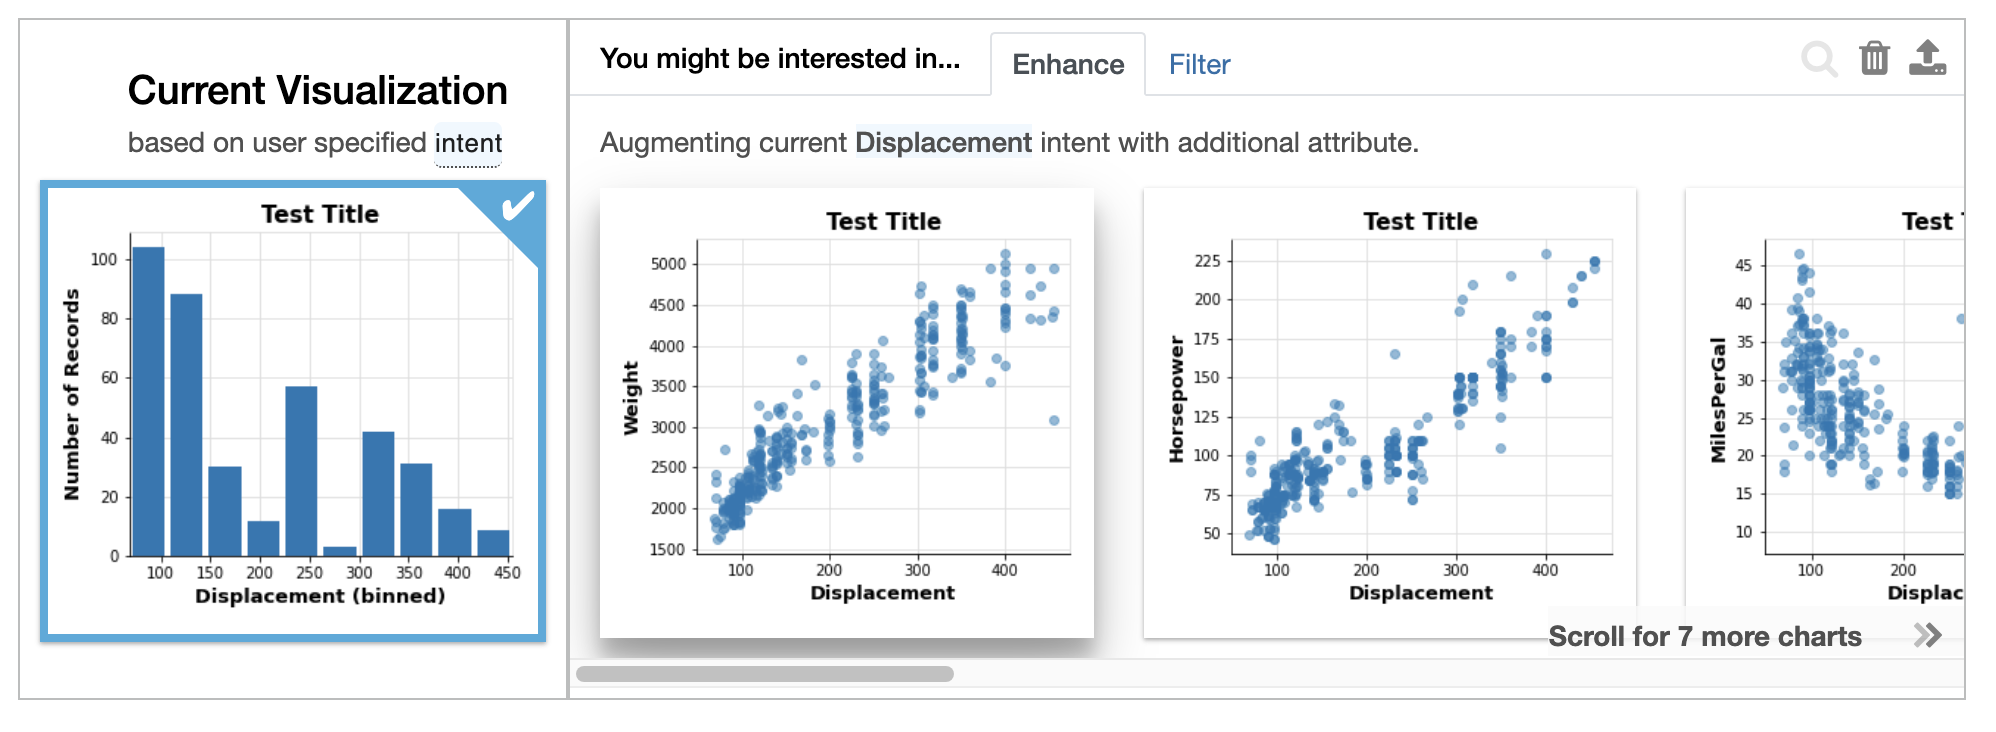 Current Visualization
based on user specified intent
Test Title
Number of Records
100
80
60
40
20
0
100 150 200 250 300 350 400 450
Displacement (binned)
You might be interested in...
Enhance
Filter
Augmenting current Displacement intent with additional attribute.
Test Title
Weight
5000
4500
4000
3500
3000
2500
2000
1500
100 200 300 400
Displacement
Test Title
Horsepower
225
200
175
150
125
100
75
50
100 200 300 400
Displacement
Test
MilesPerGal
45
40
35
30
25
20
15
10
100 200
Displac
Scroll for 7 more charts